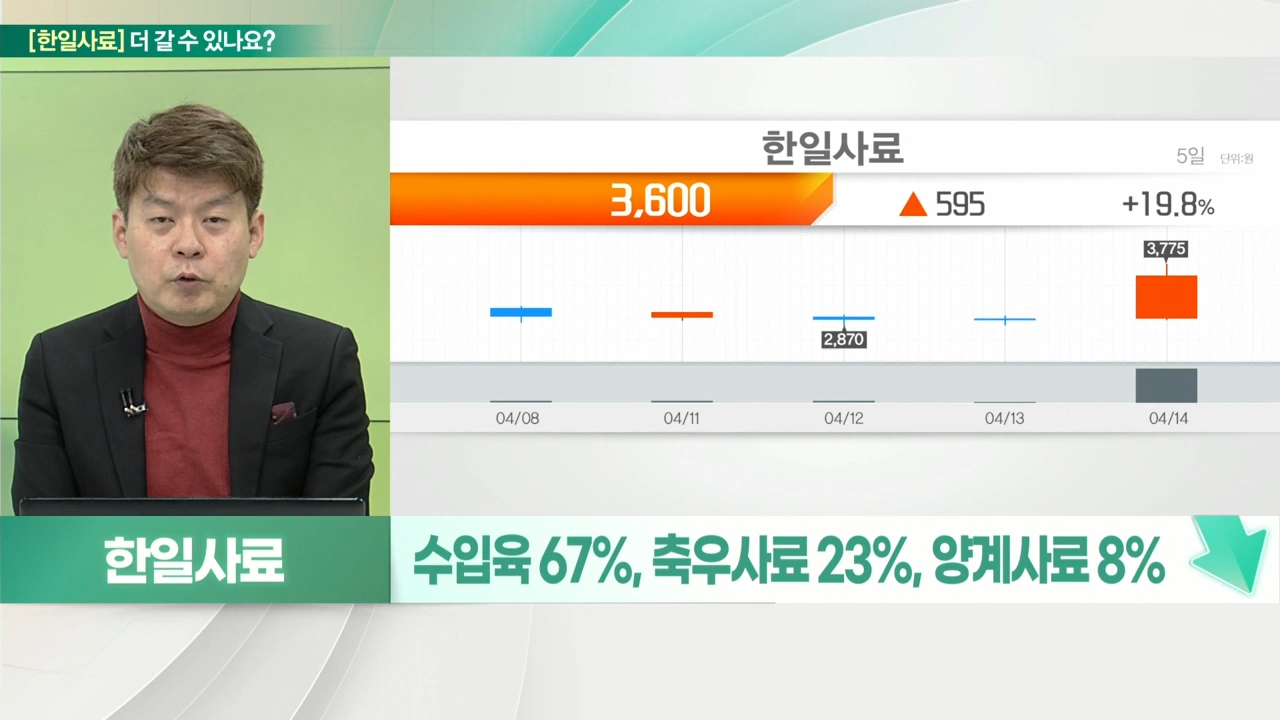 [한일사료] 더 갈 수 있나요?
한일사료
5일 단위:원
3,600 ▲ 595 +19.8%
3,775
2,870
04/08 04/11 04/12 04/13 04/14
한일사료
수입육 67%, 축우사료 23%, 양계사료 8%